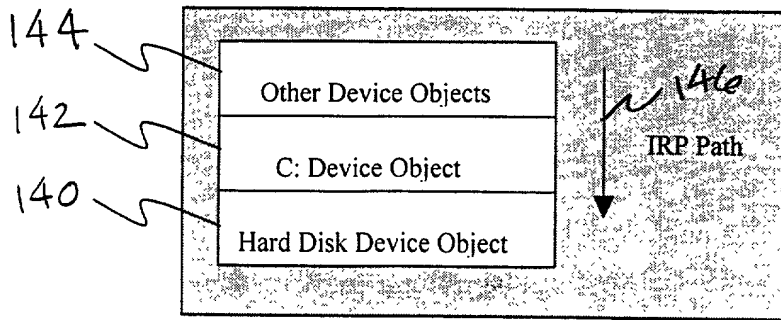 144
Other Device Objects
146
142
IRP Path
C: Device Object
140
Hard Disk Device Object